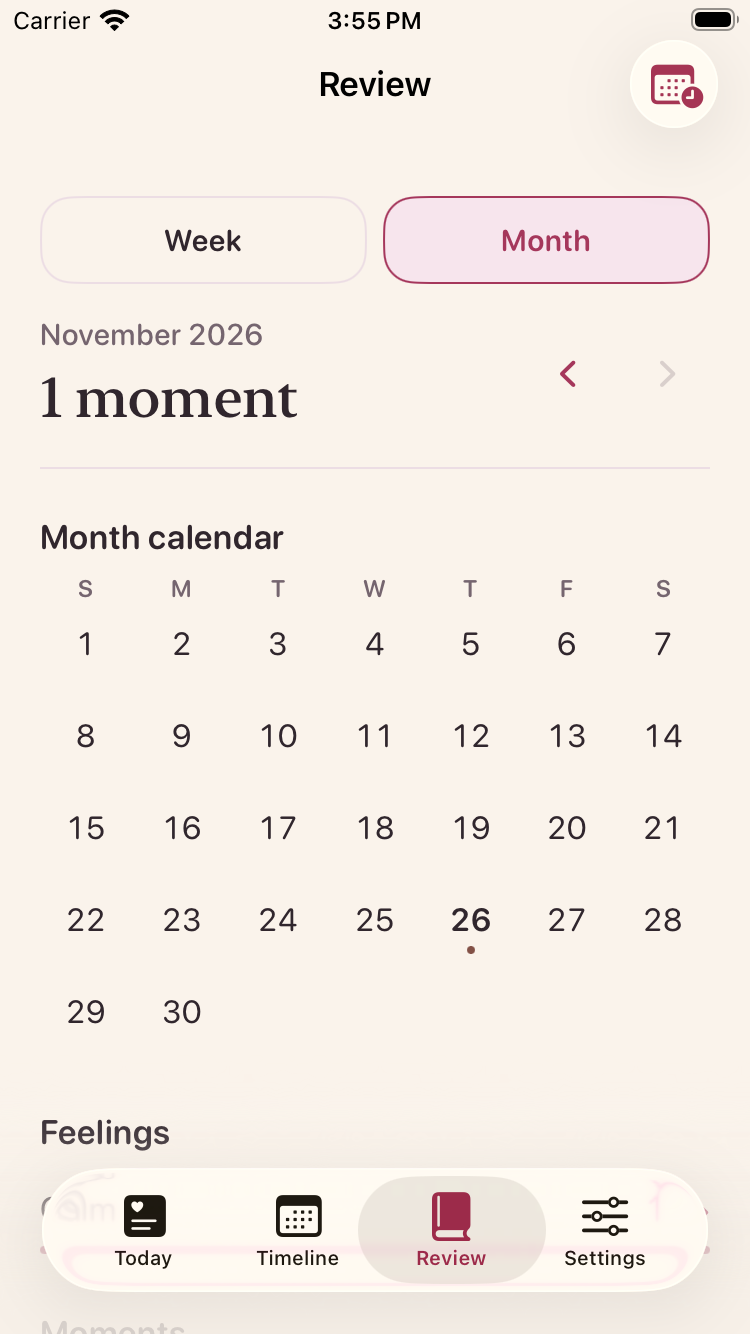 Carrier 3:55 PM
Review
Week Month
November 2026
1 moment
Month calendar
S M T W T F S
1 2 3 4 5 6 7
8 9 10 11 12 13 14
15 16 17 18 19 20 21
22 23 24 25 26 27 28
29 30
Feelings
Calm
Today Timeline Review Settings
Moments